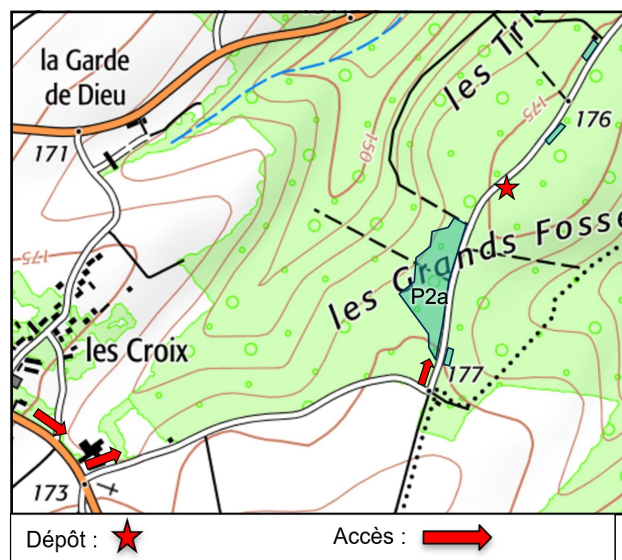 la Garde
de Dieu
171
les Tri
175
176
150
175
les Grands Fosse
P2a
les Croix
177
173
Dépôt :
Accès :